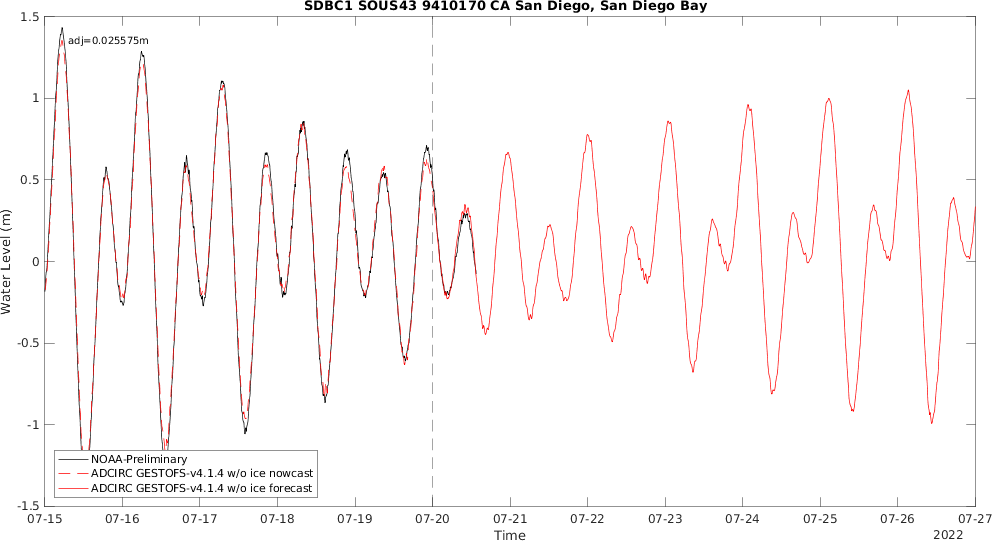 SDBC1 SOUS43 9410170 CA San Diego, San Diego Bay
adj=0.025575m
1.5
1
0.5
0
-0.5
-1
-1.5
Water Level (m)
NOAA-Preliminary
ADCIRC GESTOFS-v4.1.4 w/o ice nowcast
ADCIRC GESTOFS-v4.1.4 w/o ice forecast
07-15 07-16 07-17 07-18 07-19 07-20 07-21 07-22 07-23 07-24 07-25 07-26 07-27
Time
2022